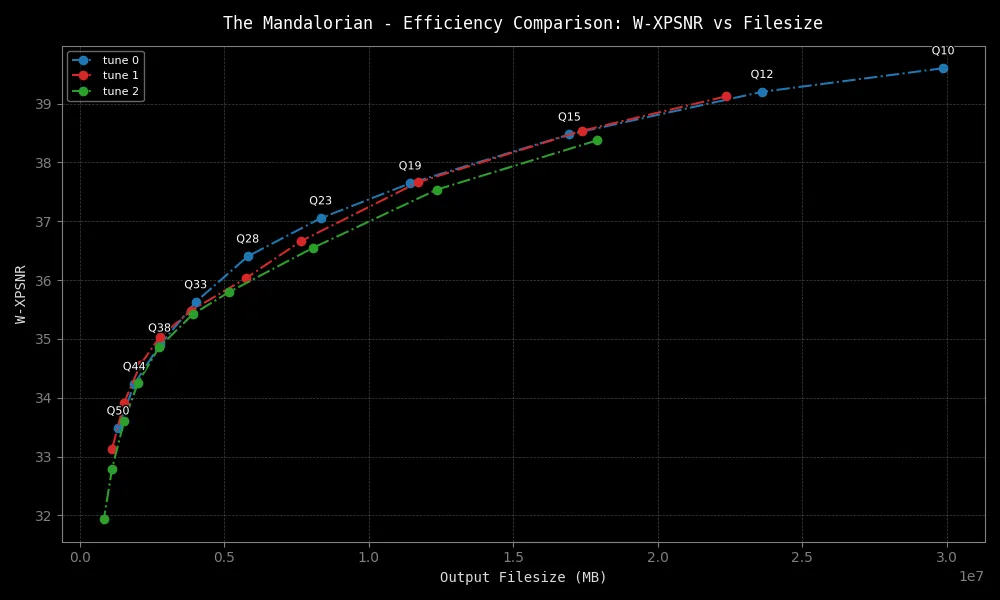 The Mandalorian - Efficiency Comparison: W-XPSNR vs Filesize
tune 0
tune 1
tune 2
Q10
Q12
Q15
Q19
Q23
Q28
Q33
Q38
Q44
Q50
39
38
37
36
35
34
33
32
W-XPSNR
0.0 0.5 1.0 1.5 2.0 2.5 3.0
1e7
Output Filesize (MB)